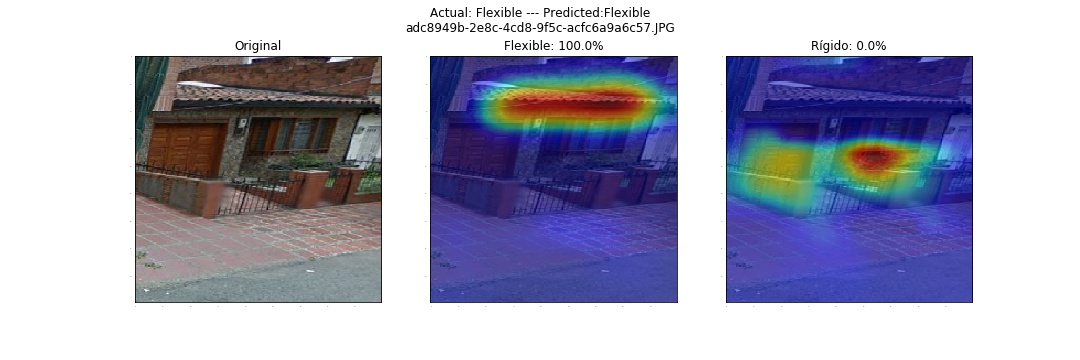 Actual: Flexible --- Predicted:Flexible
adc8949b-2e8c-4cd8-9f5c-acfc6a9a6c57.JPG
Original
Flexible: 100.0%
Rígido: 0.0%